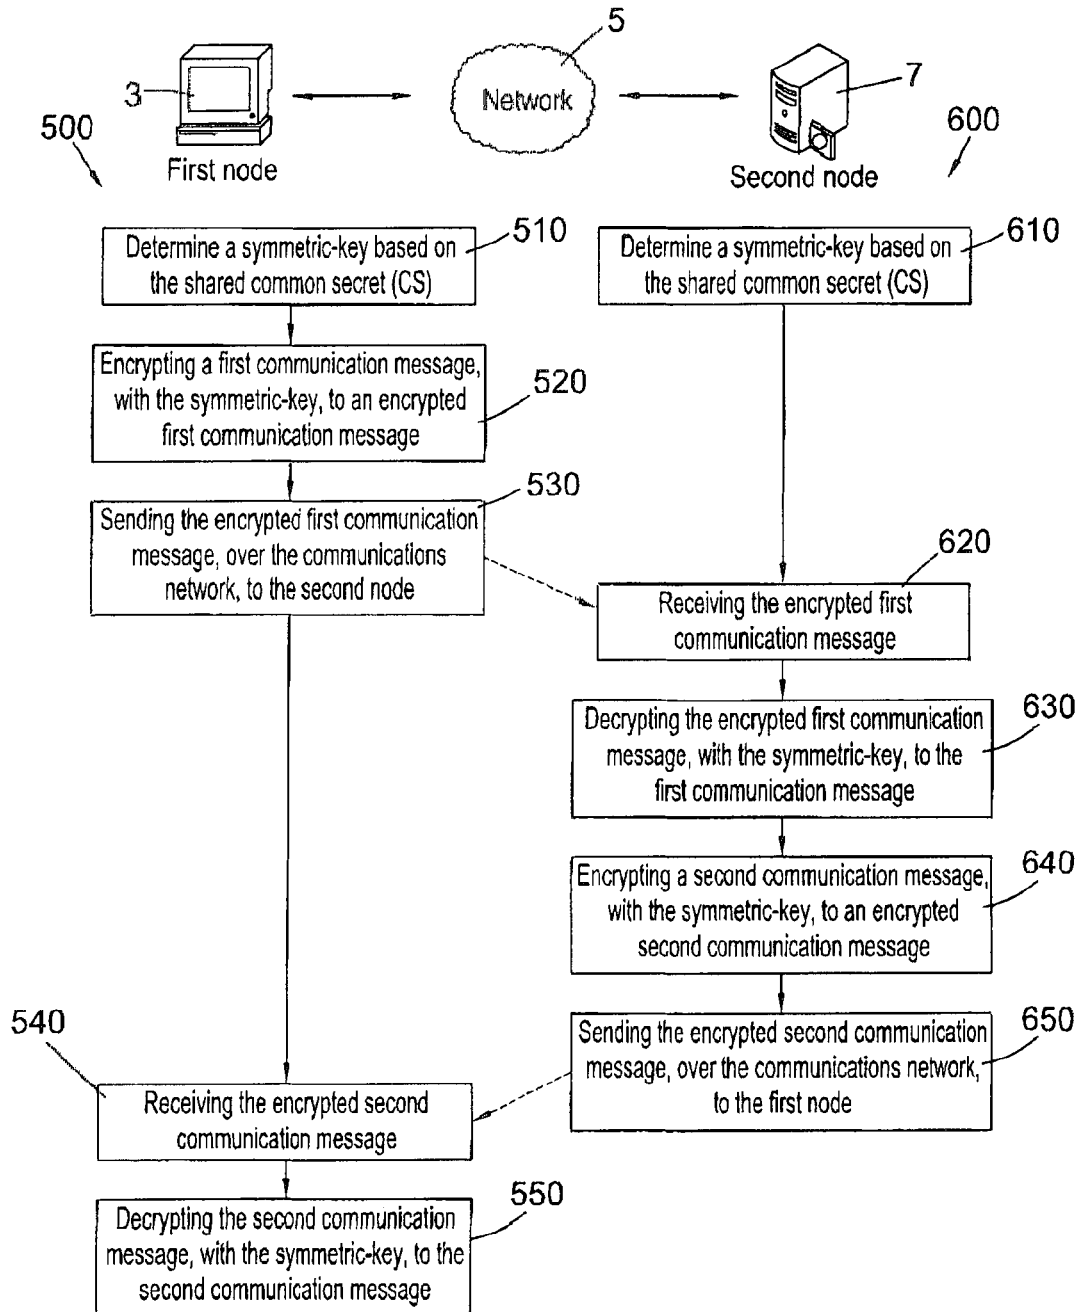 5
3
Network
7
500
600
First node
Second node
510
Determine a symmetric-key based on
the shared common secret (CS)
610
Determine a symmetric-key based on
the shared common secret (CS)
Encrypting a first communication message,
with the symmetric-key, to an encrypted
first communication message
520
530
Sending the encrypted first communication
message, over the communications
network, to the second node
620
Receiving the encrypted first
communication message
630
Decrypting the encrypted first communication
message, with the symmetric-key, to the
first communication message
640
Encrypting a second communication message,
with the symmetric-key, to an encrypted
second communication message
650
Sending the encrypted second communication
message, over the communications network,
to the first node
540
Receiving the encrypted second
communication message
550
Decrypting the second communication
message, with the symmetric-key, to the
second communication message